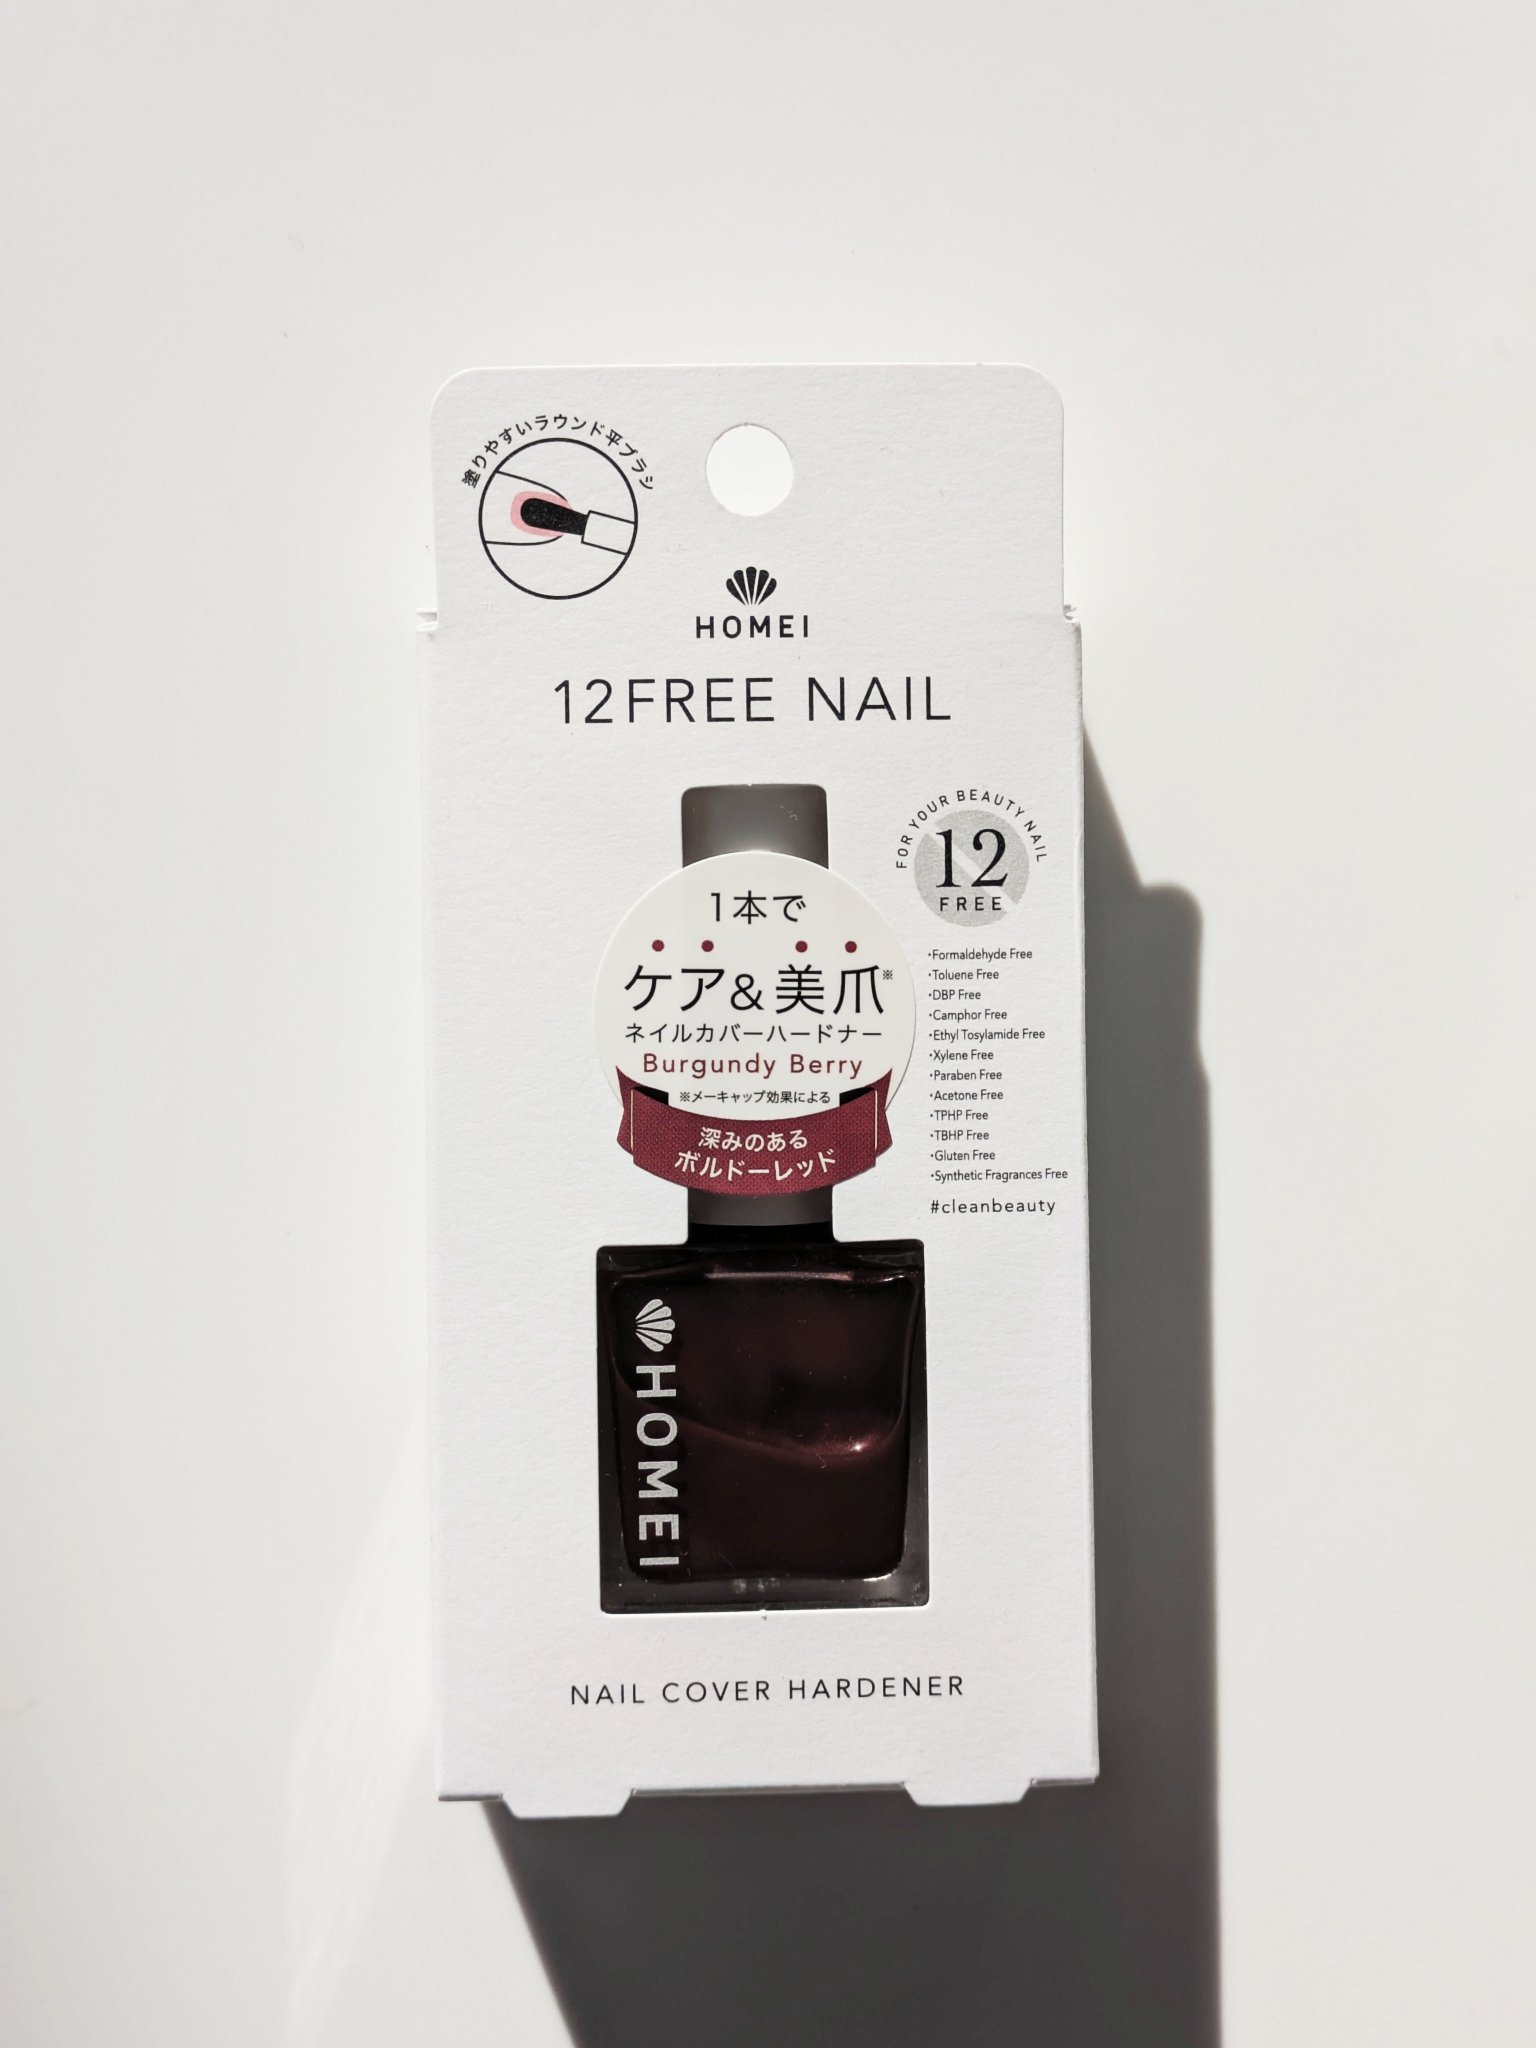 塗りやすいラウンド平ブラシ
HOMEI
12FREE NAIL
FOR YOUR BEAUTY NAIL
12
FREE
1本で
ケア&美爪※
ネイルカバーハードナー
Burgundy Berry
※メーキャップ効果による
深みのある
ボルドーレッド
・Formaldehyde Free
・Toluene Free
・DBP Free
・Camphor Free
・Ethyl Tosylamide Free
・Xylene Free
・Paraben Free
・Acetone Free
・TPHP Free
・TBHP Free
・Gluten Free
・Synthetic Fragrances Free
#cleanbeauty
HOMEI
NAIL COVER HARDENER